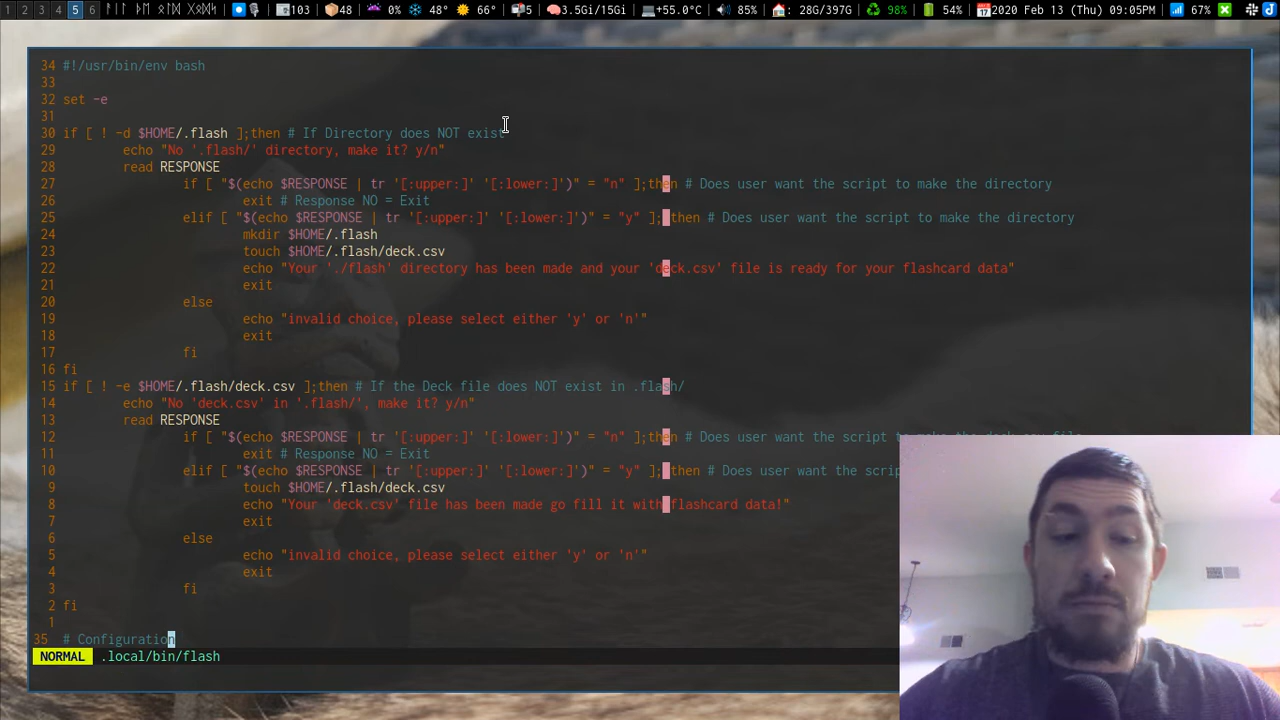 1 2 3 4 5 6 103 48 0% 48° 66° 5 3.5Gi/15Gi +55.0°C 85% : 28G/397G 98% 54% 2020 Feb 13 (Thu) 09:05PM 67%
34 #!/usr/bin/env bash
33
32 set -e
31
30 if [ ! -d $HOME/.flash ];then # If Directory does NOT exist
29 echo "No '.flash/' directory, make it? y/n"
28 read RESPONSE
27 if [ "$(echo $RESPONSE | tr '[:upper:]' '[:lower:]')" = "n" ];then # Does user want the script to make the directory
26 exit # Response NO = Exit
25 elif [ "$(echo $RESPONSE | tr '[:upper:]' '[:lower:]')" = "y" ]; then # Does user want the script to make the directory
24 mkdir $HOME/.flash
23 touch $HOME/.flash/deck.csv
22 echo "Your './flash' directory has been made and your 'deck.csv' file is ready for your flashcard data"
21 exit
20 else
19 echo "invalid choice, please select either 'y' or 'n'"
18 exit
17 fi
16 fi
15 if [ ! -e $HOME/.flash/deck.csv ];then # If the Deck file does NOT exist in .flash/
14 echo "No 'deck.csv' in '.flash/', make it? y/n"
13 read RESPONSE
12 if [ "$(echo $RESPONSE | tr '[:upper:]' '[:lower:]')" = "n" ];then # Does user want the script
11 exit # Response NO = Exit
10 elif [ "$(echo $RESPONSE | tr '[:upper:]' '[:lower:]')" = "y" ]; then # Does user want the scrip
9 touch $HOME/.flash/deck.csv
8 echo "Your 'deck.csv' file has been made go fill it with flashcard data!"
7 exit
6 else
5 echo "invalid choice, please select either 'y' or 'n'"
4 exit
3 fi
2 fi
1
35 # Configuration
NORMAL .local/bin/flash